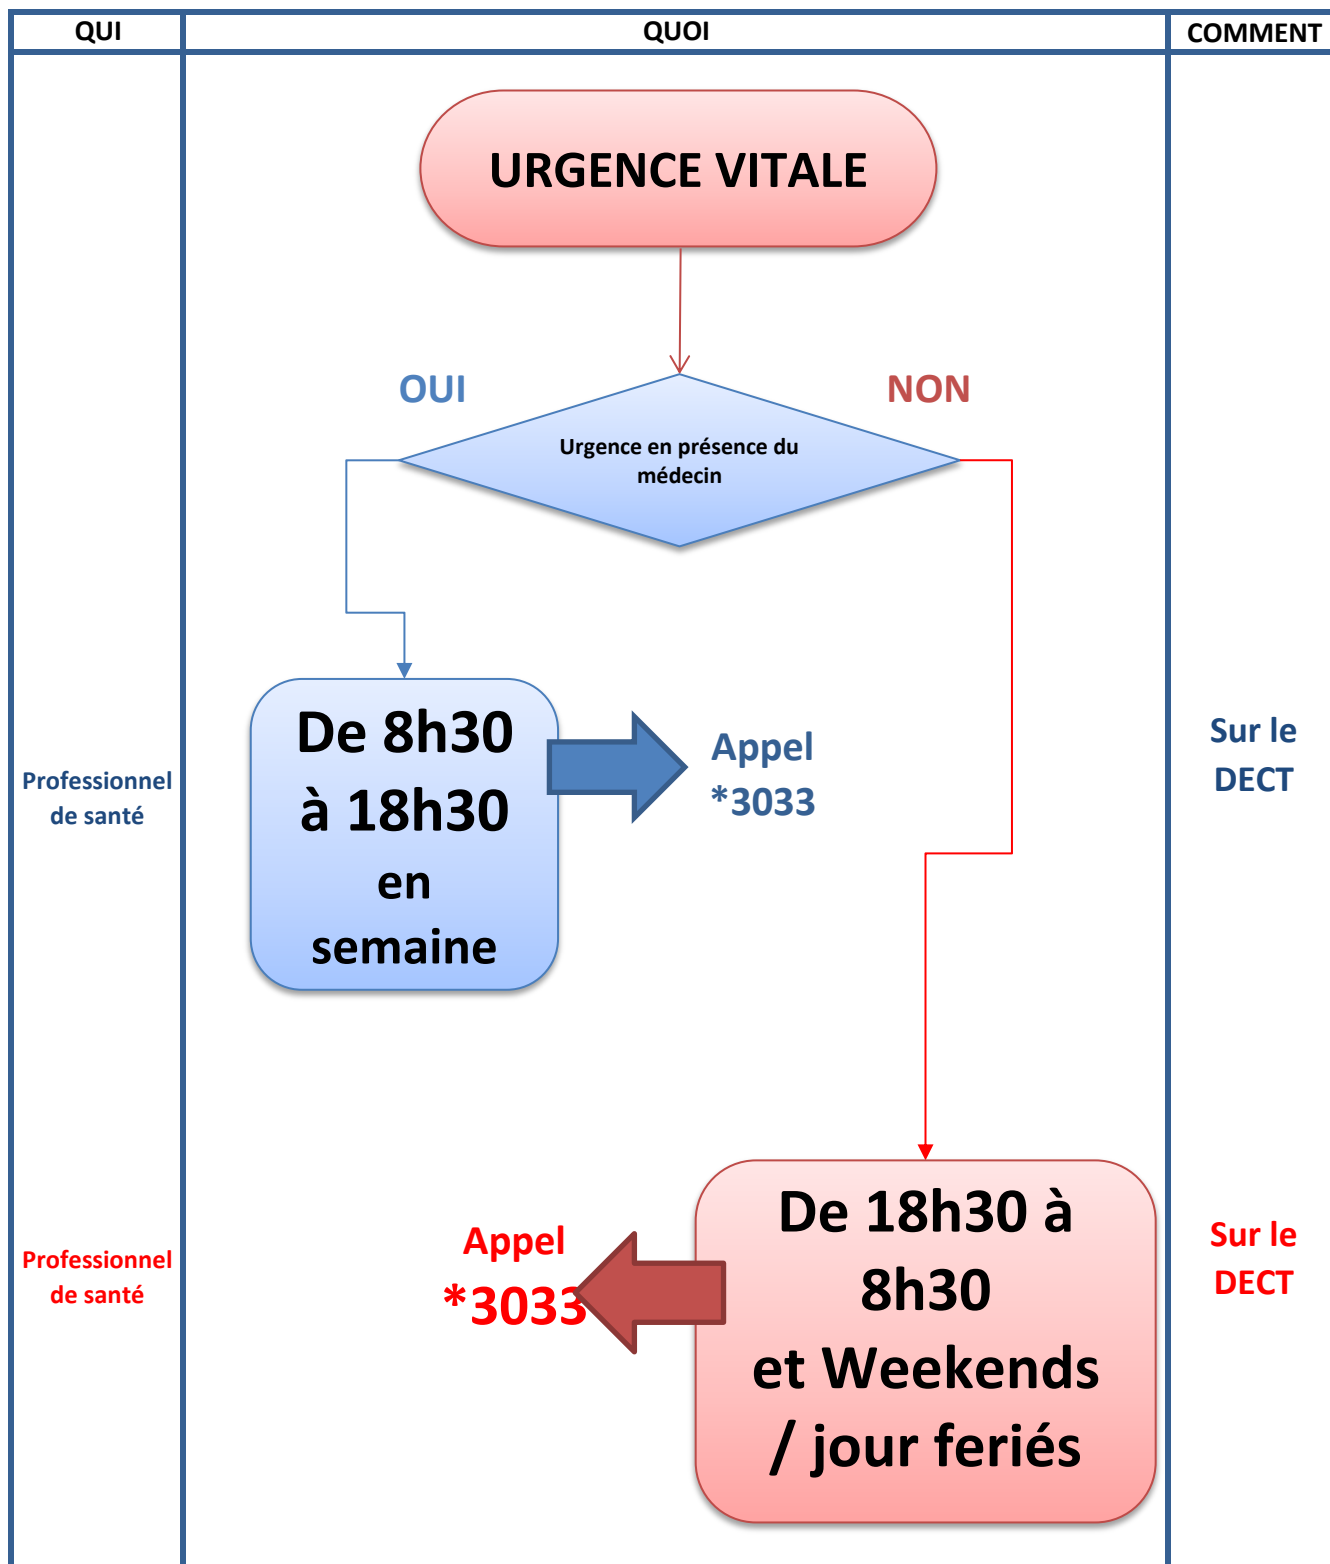 QUI
QUOI
COMMENT
URGENCE VITALE
OUI
NON
Urgence en présence du
médecin
De 8h30
à 18h30
en
semaine
Appel
*3033
Sur le
DECT
Professionnel
de santé
De 18h30 à
8h30
et Weekends
/ jour feriés
Appel
*3033
Sur le
DECT
Professionnel
de santé